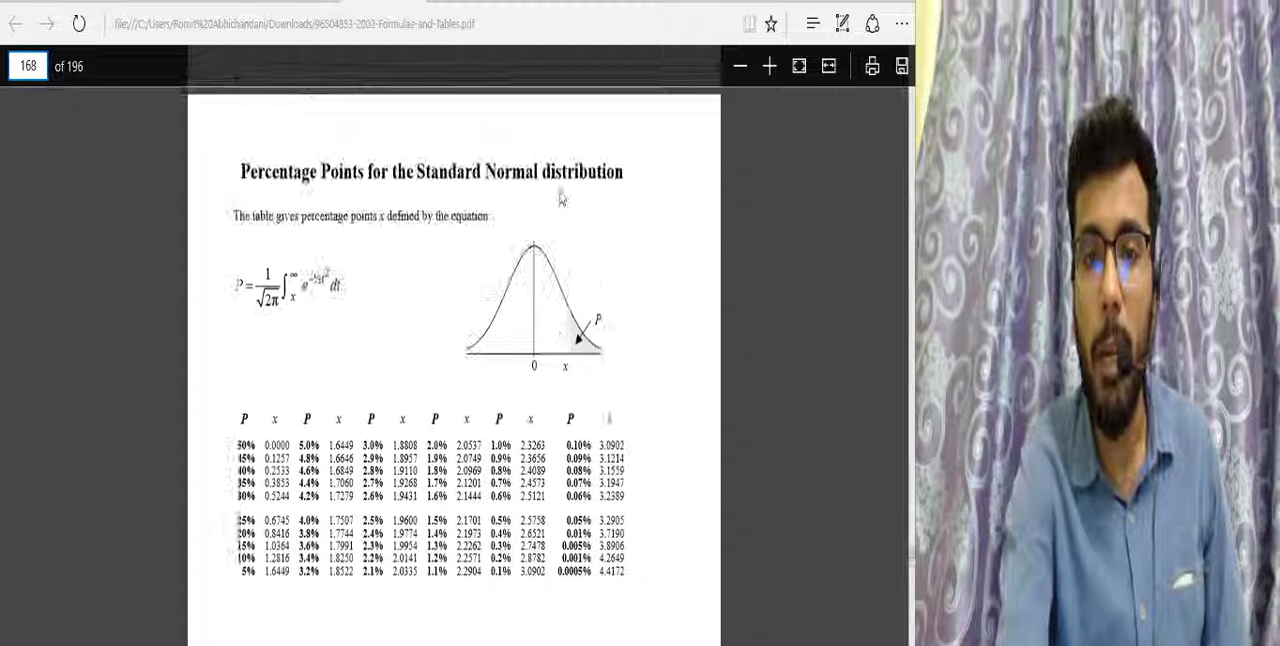 file:///C:/Users/Romit%20Abhichandani/Downloads/96504853-2002-Formulae-and-Tables.pdf
168 of 196
Percentage Points for the Standard Normal distribution
The table gives percentage points x defined by the equation
P = 1/√2π ∫ₓ^∞ e^-½t² dt
P
0 x
P x P x P x P x P x P
50% 0.0000 5.0% 1.6449 3.0% 1.8808 2.0% 2.0537 1.0% 2.3263 0.10% 3.0902
45% 0.1257 4.8% 1.6646 2.9% 1.8957 1.9% 2.0749 0.9% 2.3656 0.09% 3.1214
40% 0.2533 4.6% 1.6849 2.8% 1.9110 1.8% 2.0969 0.8% 2.4089 0.08% 3.1559
35% 0.3853 4.4% 1.7060 2.7% 1.9268 1.7% 2.1201 0.7% 2.4573 0.07% 3.1947
30% 0.5244 4.2% 1.7279 2.6% 1.9431 1.6% 2.1444 0.6% 2.5121 0.06% 3.2389
25% 0.6745 4.0% 1.7507 2.5% 1.9600 1.5% 2.1701 0.5% 2.5758 0.05% 3.2905
20% 0.8416 3.8% 1.7744 2.4% 1.9774 1.4% 2.1973 0.4% 2.6521 0.01% 3.7190
15% 1.0364 3.6% 1.7991 2.3% 1.9954 1.3% 2.2262 0.3% 2.7478 0.005% 3.8906
10% 1.2816 3.4% 1.8250 2.2% 2.0141 1.2% 2.2571 0.2% 2.8782 0.001% 4.2649
5% 1.6449 3.2% 1.8522 2.1% 2.0335 1.1% 2.2904 0.1% 3.0902 0.0005% 4.4172